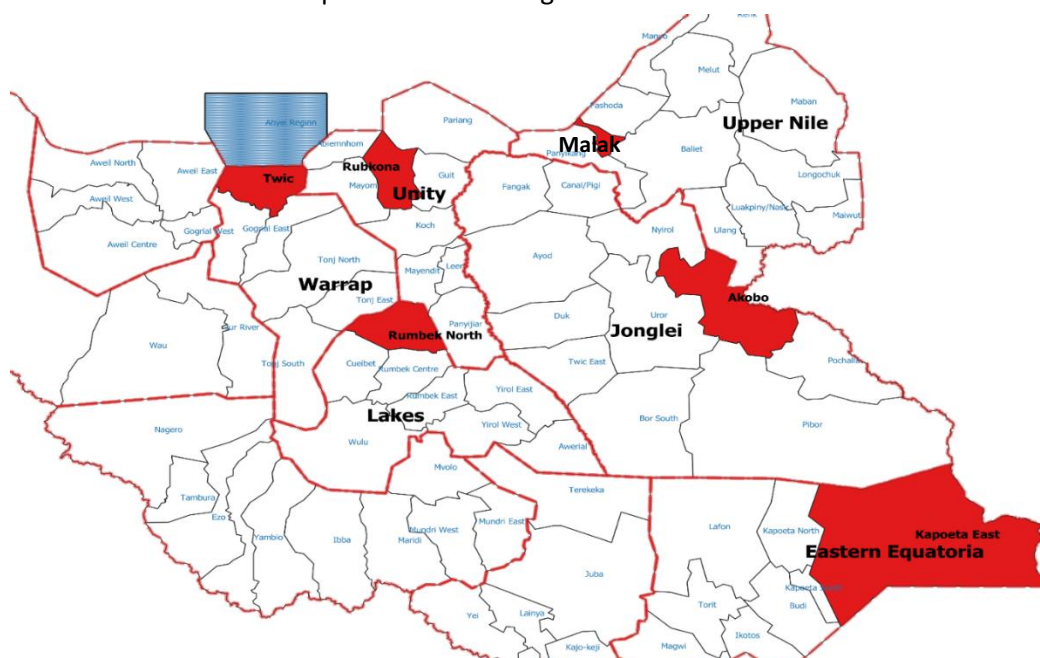 Manyo
Melut
Maban
Fashoda
Upper Nile
Malak
Panyikang
Baliet
Longochuk
Luakpiny/Nasir
Maiwut
Ulang
Pariang
Abyei Region
Abiemnhom
Rubkona
Mayom
Unity
Guit
Koch
Aweil North
Aweil East
Twic
Aweil West
Aweil Centre
Gogrial West
Gogrial East
Fangak
Canal/Pigi
Nyirol
Ayod
Akobo
Tonj North
Mayendit
Leer
Warrap
Tonj East
Rumbek North
Panyijiar
Duk
Uror
Jonglei
Wau
Jur River
Tonj South
Cueibet
Rumbek Centre
Twic East
Pochalla
Rumbek East
Yirol East
Lakes
Yirol West
Bor South
Pibor
Nagero
Wulu
Awerial
Mvolo
Terekeka
Tambura
Ezo
Yambio
Ibba
Maridi
Mundri West
Mundri East
Lafon
Kapoeta North
Kapoeta East
Eastern Equatoria
Juba
Budi
Torit
Ikotos
Magwi
Yei
Lainya
Kajo-keji